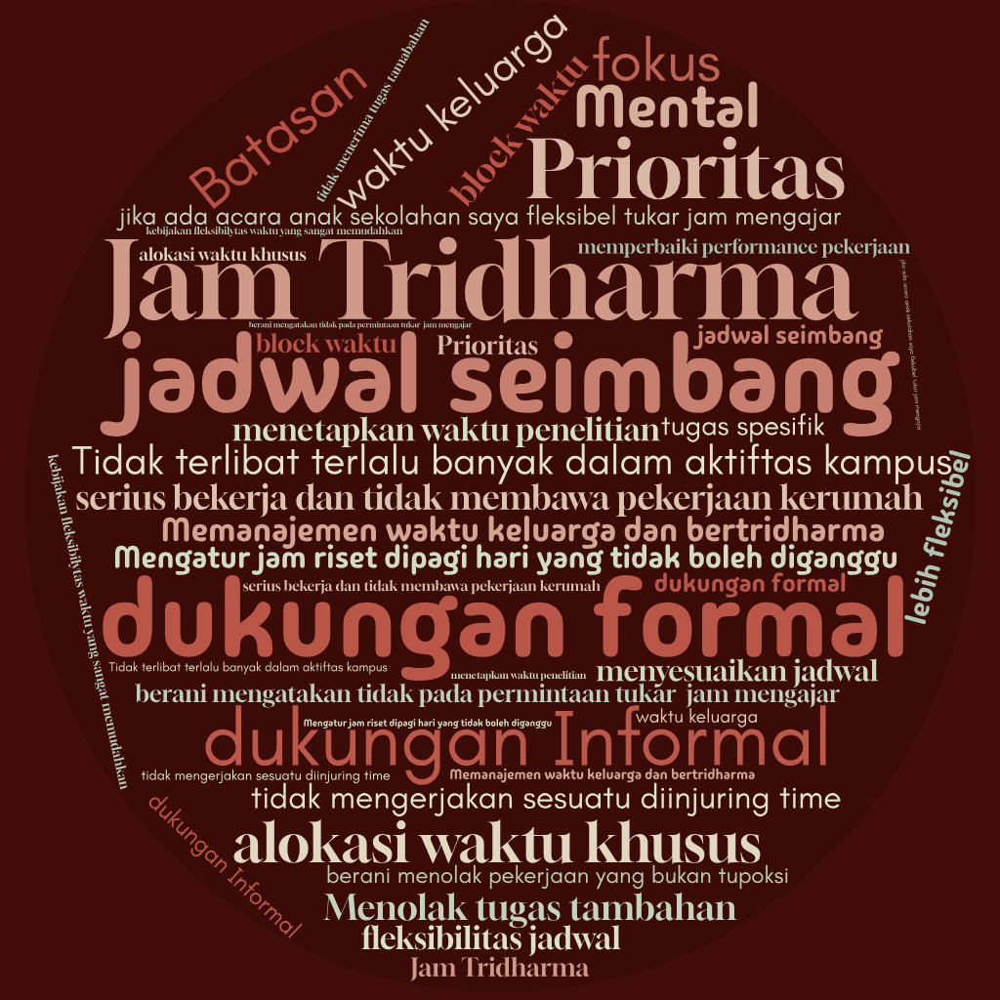 Batasan
tidak menerima tugas tamabahan
waktu keluarga
block waktu
fokus
Mental
Prioritas
jika ada acara anak sekolahan saya fleksibel tukar jam mengajar
kebijakan fleksibilytas waktu yang sangat memudahkan
alokasi waktu khusus
memperbaiki performance pekerjaan
Jam Tridharma
jika ada acara anak sekolahan saya fleksibel tukar jam mengajar
berani mengatakan tidak pada permintaan tukar jam mengajar
block waktu
Prioritas
jadwal seimbang
jadwal seimbang
menetapkan waktu penelitian
tugas spesifik
Tidak terlibat terlalu banyak dalam aktiftas kampus
kebijakan fleksibilytas waktu yang sangat memudahkan
lebih fleksibel
serius bekerja dan tidak membawa pekerjaan kerumah
Memanajemen waktu keluarga dan bertridharma
Mengatur jam riset dipagi hari yang tidak boleh diganggu
serius bekerja dan tidak membawa pekerjaan kerumah
dukungan formal
dukungan formal
Tidak terlibat terlalu banyak dalam aktiftas kampus
menetapkan waktu penelitian
menyesuaikan jadwal
berani mengatakan tidak pada permintaan tukar jam mengajar
waktu keluarga
Mengatur jam riset dipagi hari yang tidak boleh diganggu
dukungan Informal
tidak mengerjakan sesuatu diinjuring time
Memanajemen waktu keluarga dan bertridharma
tidak mengerjakan sesuatu diinjuring time
dukungan Informal
alokasi waktu khusus
berani menolak pekerjaan yang bukan tupoksi
Menolak tugas tambahan
fleksibilitas jadwal
Jam Tridharma